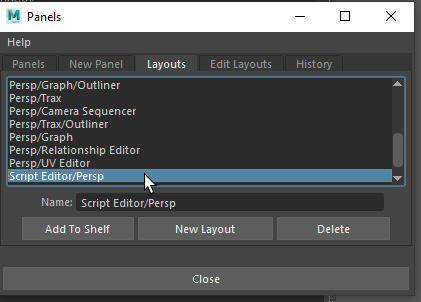 Panels
Help
Panels New Panel Layouts Edit Layouts History
Persp/Graph/Outliner
Persp/Trax
Persp/Camera Sequencer
Persp/Trax/Outliner
Persp/Graph
Persp/Relationship Editor
Persp/UV Editor
Script Editor/Persp
Name: Script Editor/Persp
Add To Shelf New Layout Delete
Close